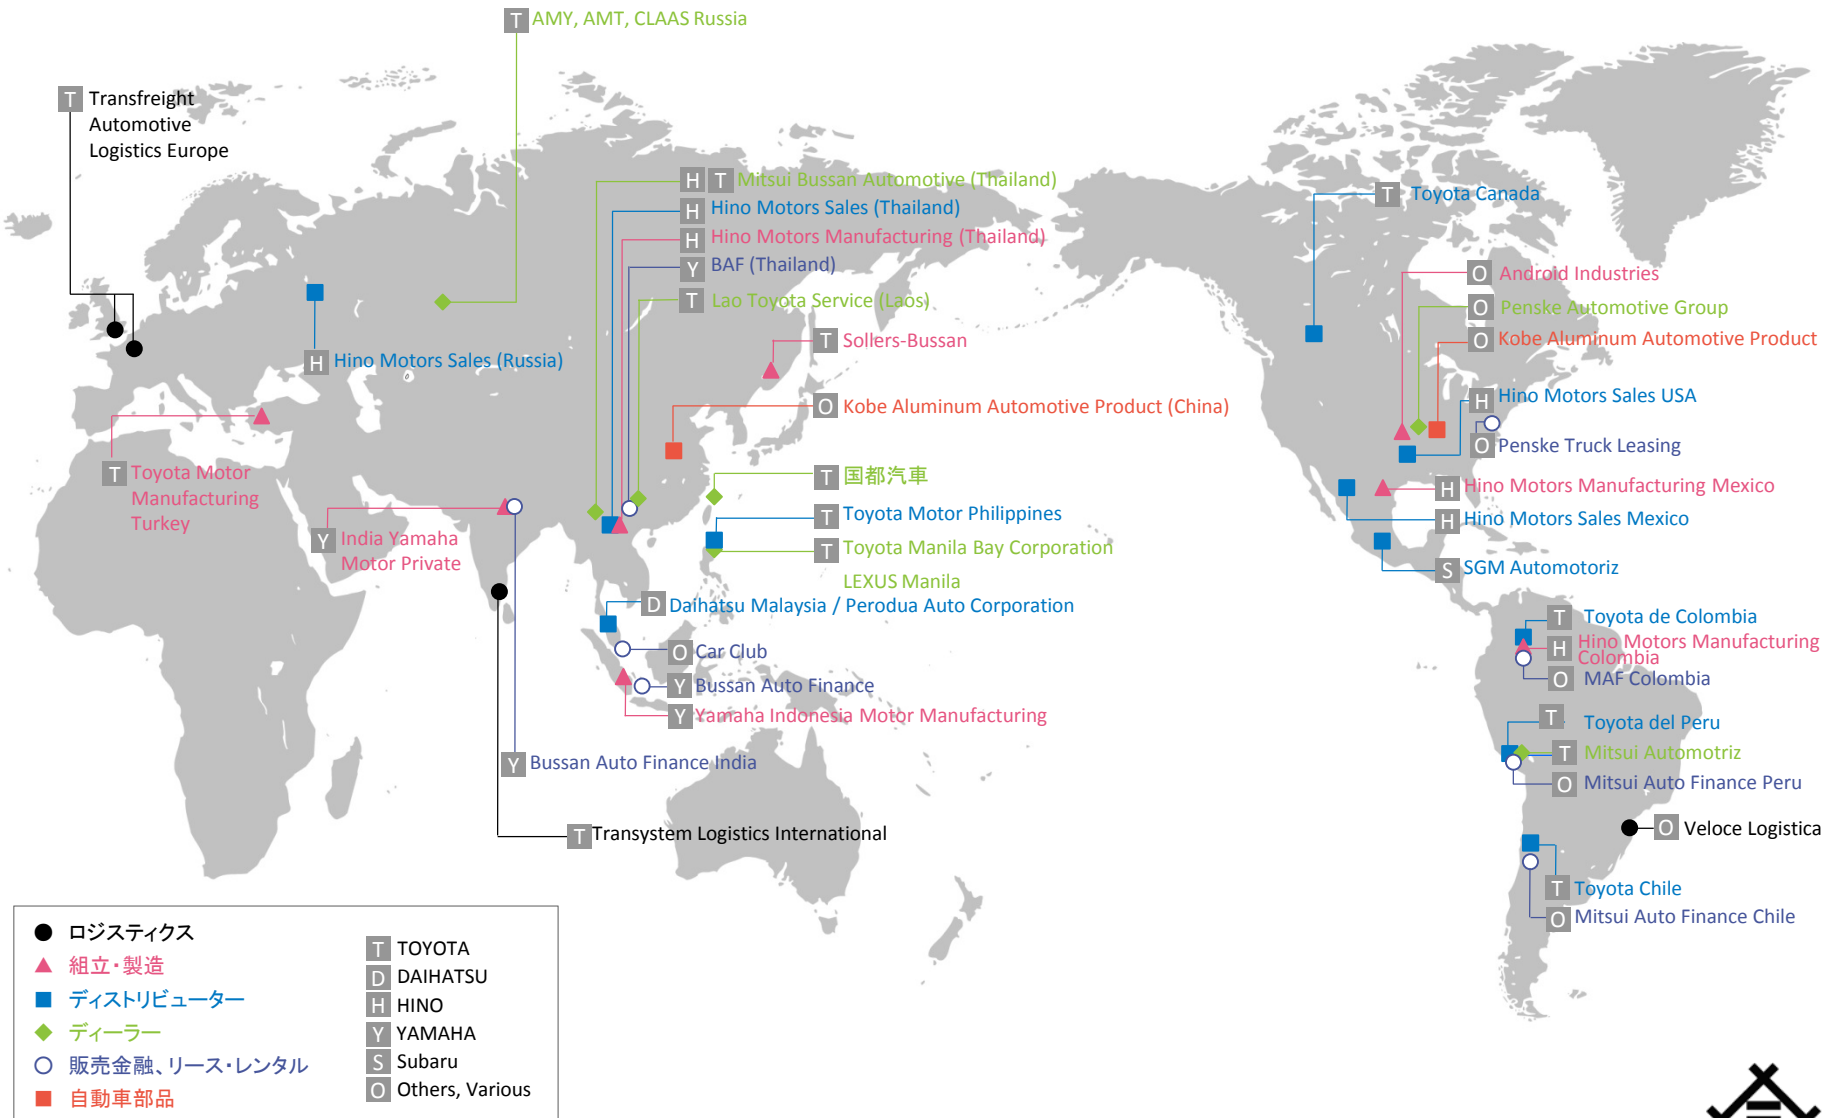 T AMY, AMT, CLAAS Russia
T Transfreight
Automotive
Logistics Europe
H T Mitsui Bussan Automotive (Thailand)
H Hino Motors Sales (Thailand)
H Hino Motors Manufacturing (Thailand)
Y BAF (Thailand)
T Lao Toyota Service (Laos)
T Sollers-Bussan
H Hino Motors Sales (Russia)
O Kobe Aluminum Automotive Product (China)
T Toyota Motor
Manufacturing
Turkey
Y India Yamaha
Motor Private
T 国都汽車
T Toyota Motor Philippines
T Toyota Manila Bay Corporation
LEXUS Manila
D Daihatsu Malaysia / Perodua Auto Corporation
O Car Club
Y Bussan Auto Finance
Y Yamaha Indonesia Motor Manufacturing
Y Bussan Auto Finance India
T Transystem Logistics International
T Toyota Canada
O Android Industries
O Penske Automotive Group
O Kobe Aluminum Automotive Product
H Hino Motors Sales USA
O Penske Truck Leasing
H Hino Motors Manufacturing Mexico
H Hino Motors Sales Mexico
S SGM Automotoriz
T Toyota de Colombia
H Hino Motors Manufacturing
Colombia
O MAF Colombia
T Toyota del Peru
T Mitsui Automotriz
O Mitsui Auto Finance Peru
O Veloce Logistica
T Toyota Chile
O Mitsui Auto Finance Chile
ロジスティクス
組立・製造
ディストリビューター
ディーラー
販売金融、リース・レンタル
自動車部品
T TOYOTA
D DAIHATSU
H HINO
Y YAMAHA
S Subaru
O Others, Various